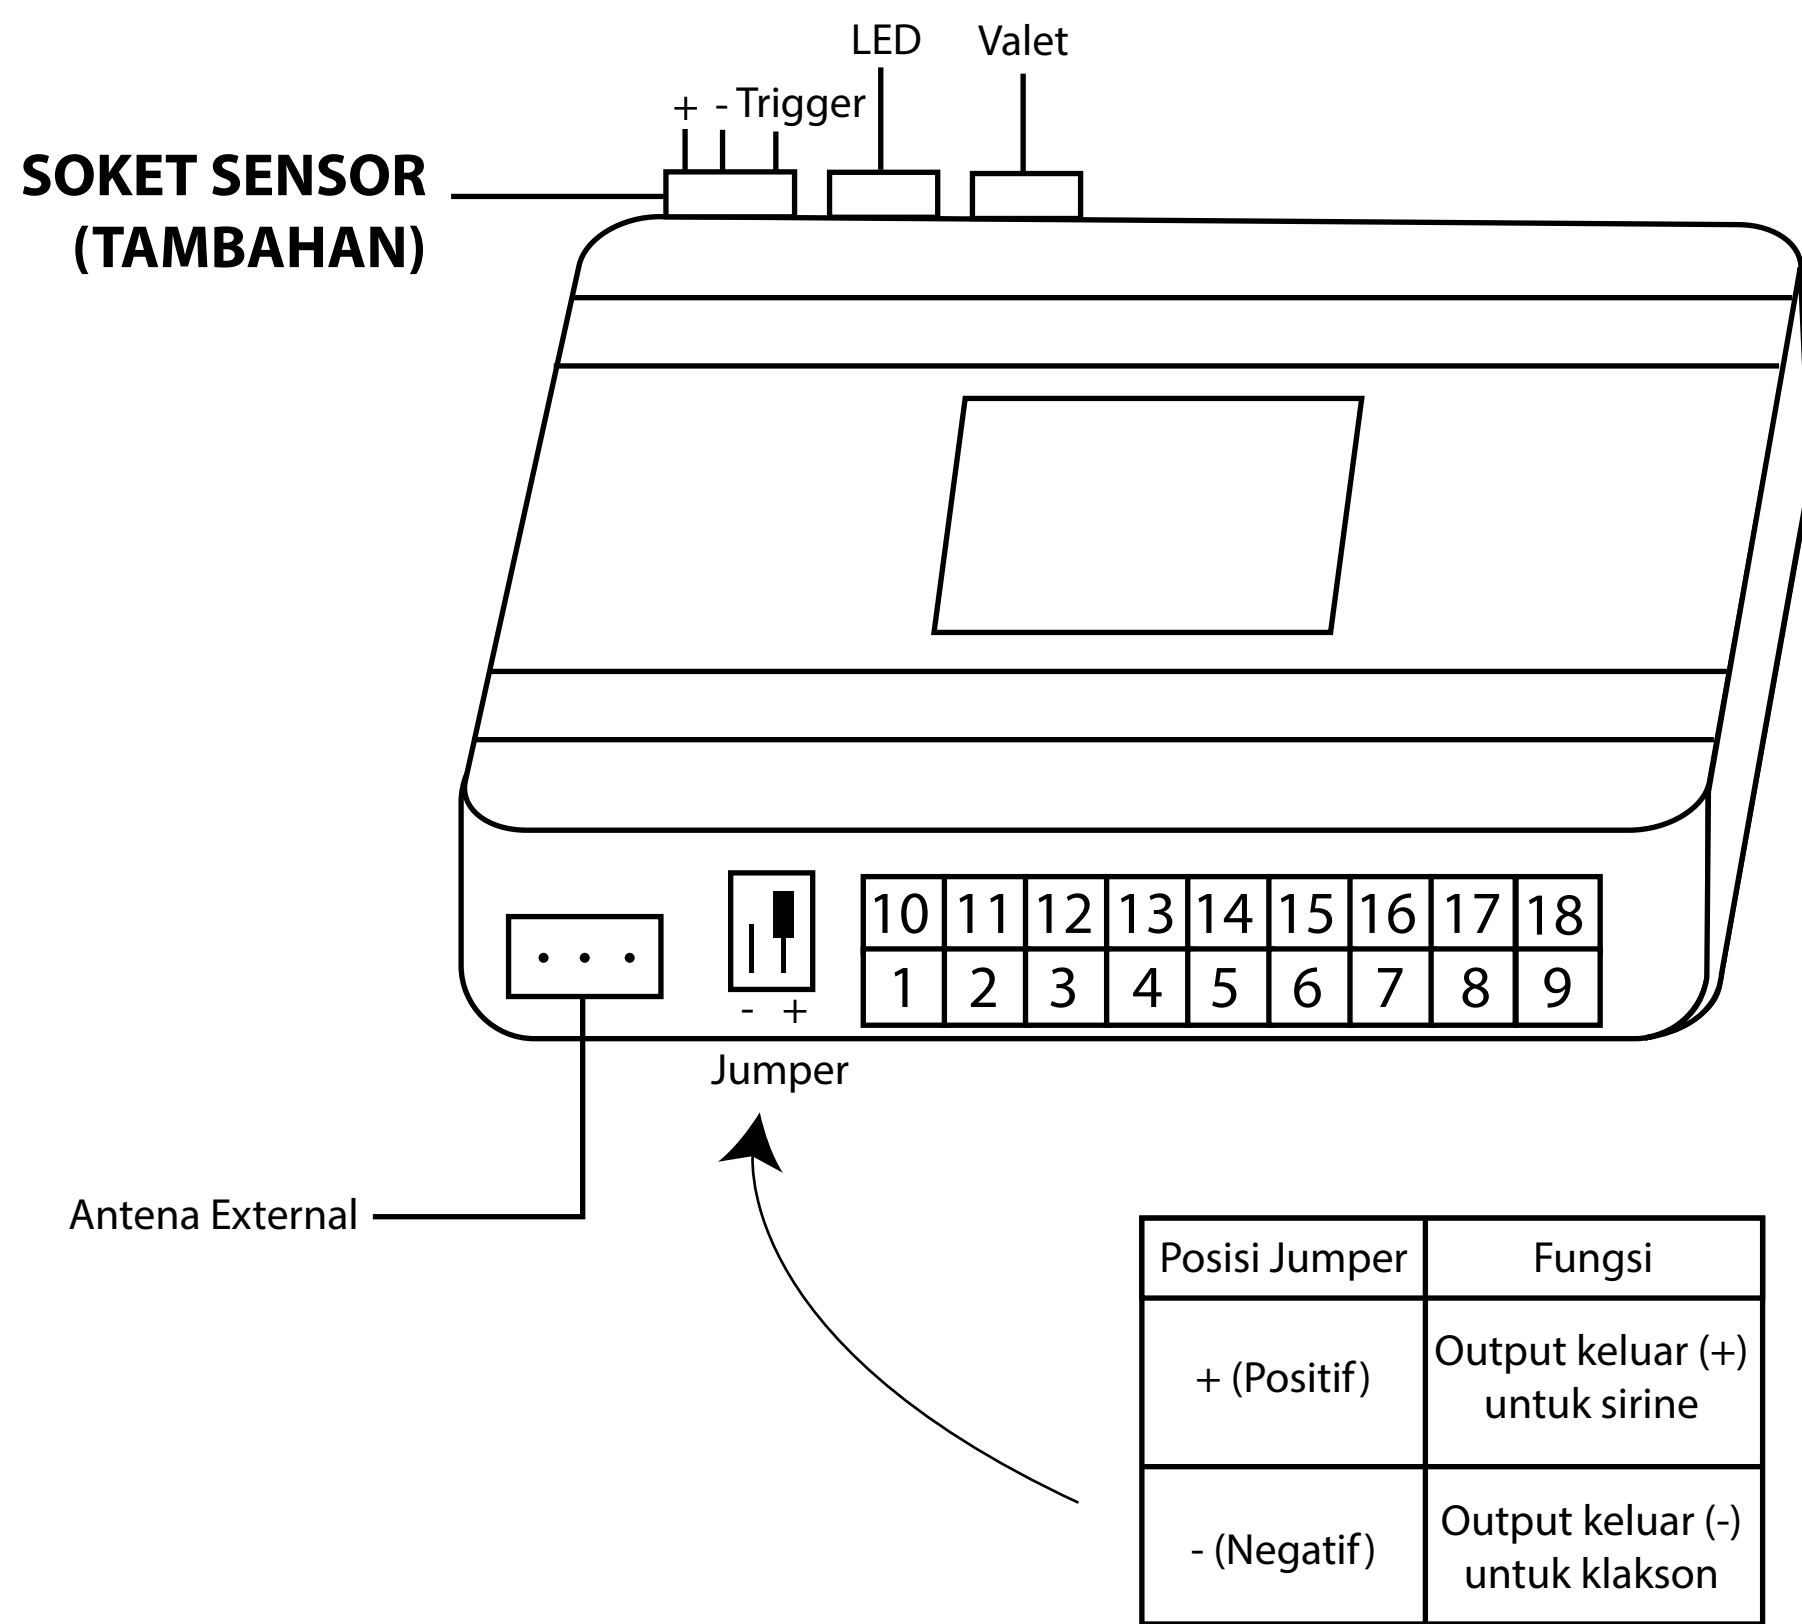 LED Valet
+ - Trigger
SOKET SENSOR
(TAMBAHAN)
10 11 12 13 14 15 16 17 18
1 2 3 4 5 6 7 8 9
- +
Jumper
Antena External
Posisi Jumper Fungsi
+ (Positif) Output keluar (+)
untuk sirine
- (Negatif) Output keluar (-)
untuk klakson